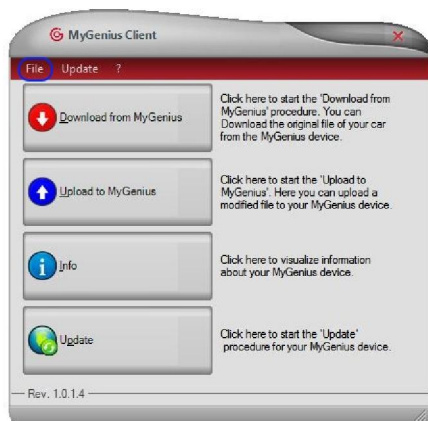 MyGenius Client
File Update ?
Download from MyGenius
Click here to start the 'Download from
MyGenius' procedure. You can
Download the original file of your car
from the MyGenius device.
Upload to MyGenius
Click here to start the 'Upload to
MyGenius'. Here you can upload a
modified file to your MyGenius device.
Info
Click here to visualize information
about your MyGenius device.
Update
Click here to start the 'Update'
procedure for your MyGenius device.
Rev. 1.0.1.4